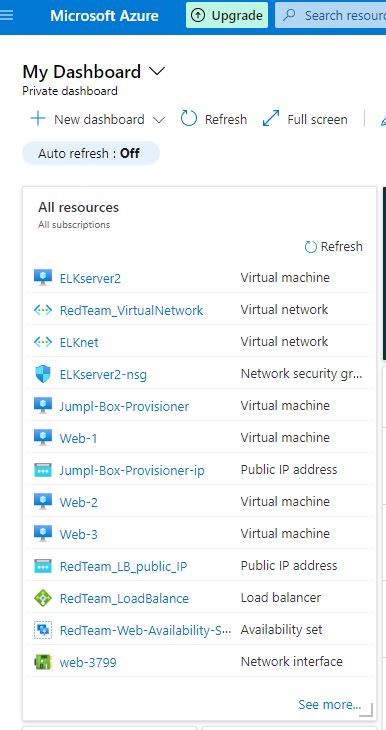 Microsoft Azure
Upgrade
Search resour
My Dashboard
Private dashboard
New dashboard
Refresh
Full screen
Auto refresh : Off
All resources
All subscriptions
Refresh
ELKserver2 Virtual machine
RedTeam_VirtualNetwork Virtual network
ELKnet Virtual network
ELKserver2-nsg Network security gr...
Jumpl-Box-Provisioner Virtual machine
Web-1 Virtual machine
Jumpl-Box-Provisioner-ip Public IP address
Web-2 Virtual machine
Web-3 Virtual machine
RedTeam_LB_public_IP Public IP address
RedTeam_LoadBalance Load balancer
RedTeam-Web-Availability-S... Availability set
web-3799 Network interface
See more...